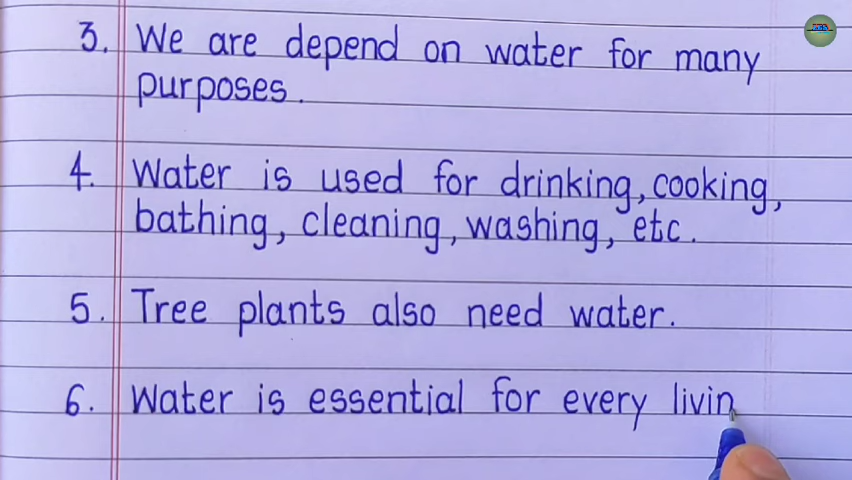 3. We are depend on water for many
purposes.
4. Water is used for drinking, cooking,
bathing, cleaning, washing, etc.
5. Tree plants also need water.
6. Water is essential for every livin